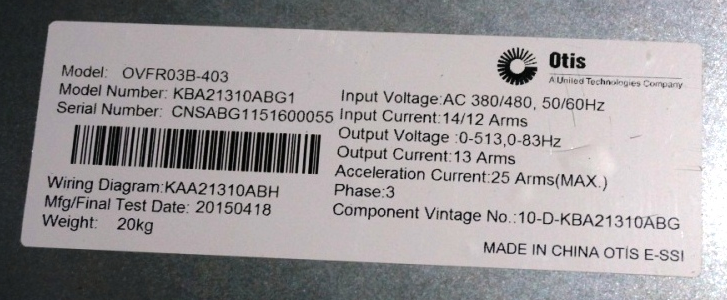 Otis
A United Technologies Company
Model: OVFR03B-403
Model Number: KBA21310ABG1
Serial Number: CNSABG1151600055
Wiring Diagram:KAA21310ABH
Mfg/Final Test Date: 20150418
Weight: 20kg
Input Voltage:AC 380/480, 50/60Hz
Input Current:14/12 Arms
Output Voltage :0-513,0-83Hz
Output Current:13 Arms
Acceleration Current:25 Arms(MAX.)
Phase:3
Component Vintage No.:10-D-KBA21310ABG
MADE IN CHINA OTIS E-SSI